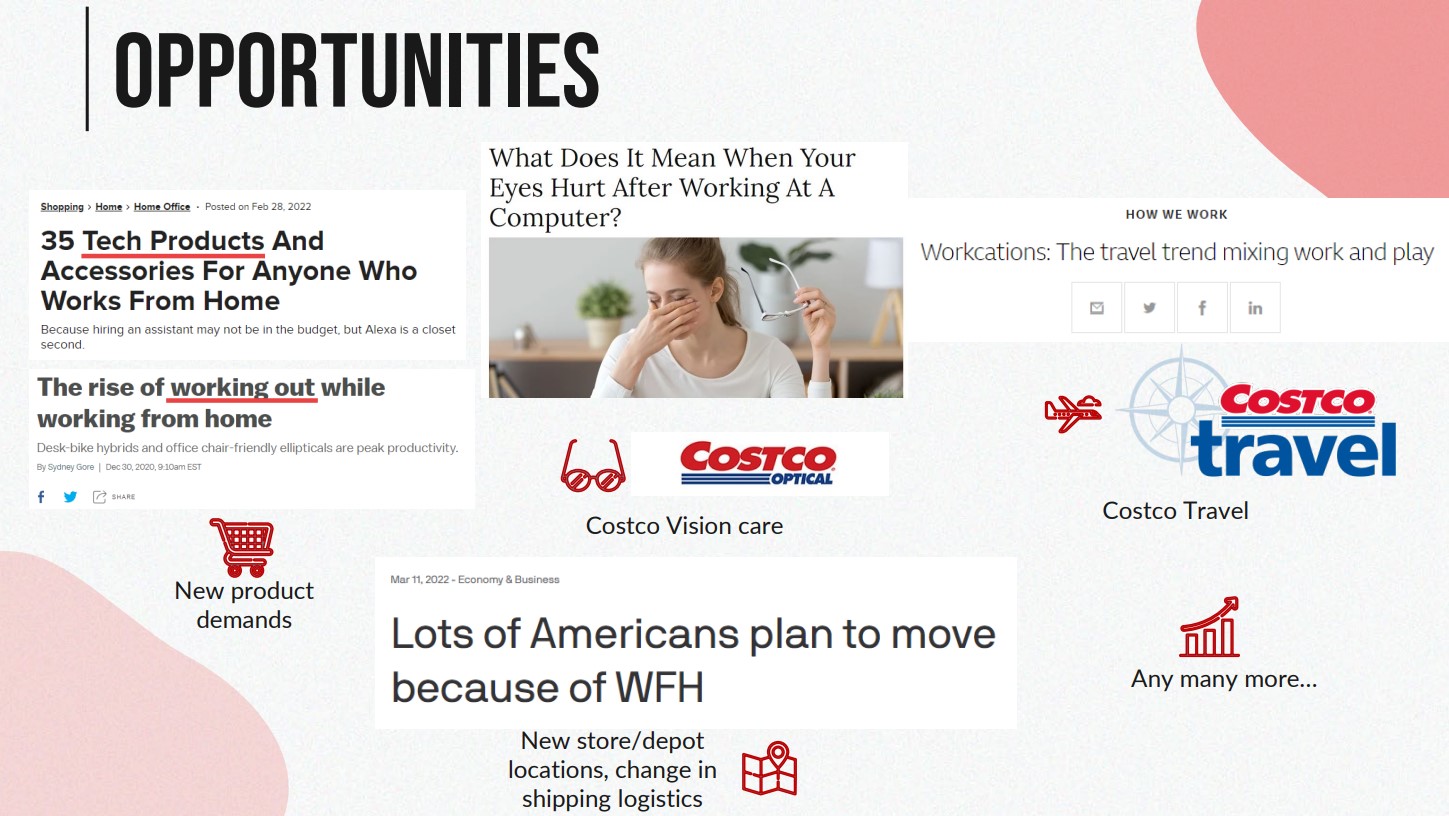 OPPORTUNITIES
Shopping > Home > Home Office • Posted on Feb 28, 2022
35 Tech Products And
Accessories For Anyone Who
Works From Home
Because hiring an assistant may not be in the budget, but Alexa is a closet
second.
The rise of working out while
working from home
Desk-bike hybrids and office chair-friendly ellipticals are peak productivity.
By Sydney Gore | Dec 30, 2020, 9:10am EST
f SHARE
New product
demands
What Does It Mean When Your
Eyes Hurt After Working At A
Computer?
COSTCO
OPTICAL
Costco Vision care
HOW WE WORK
Workcations: The travel trend mixing work and play
f in
COSTCO
travel
Costco Travel
Mar 11, 2022 - Economy & Business
Lots of Americans plan to move
because of WFH
New store/depot
locations, change in
shipping logistics
Any many more...